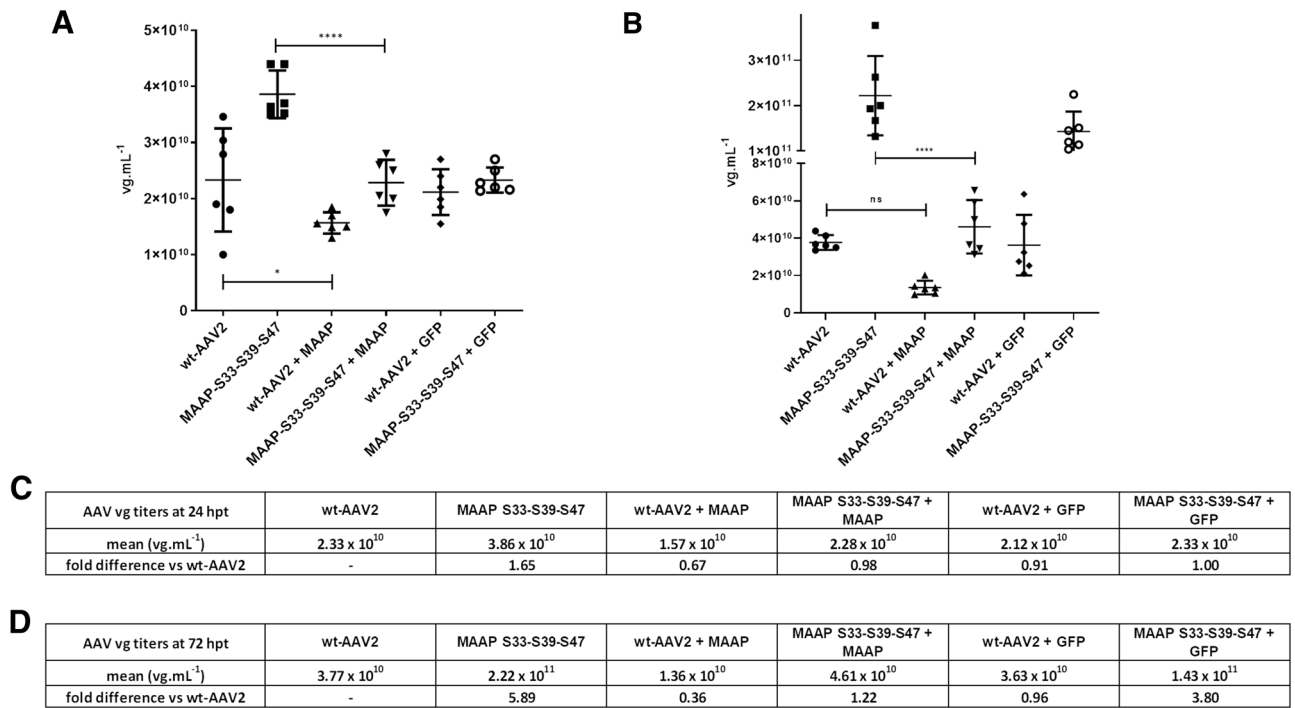 A
5×10¹⁰
4×10¹⁰
3×10¹⁰
2×10¹⁰
1×10¹⁰
0
vg.mL⁻¹
****
*
wt-AAV2
MAAP-S33-S39-S47
wt-AAV2 + MAAP
MAAP-S33-S39-S47 + MAAP
wt-AAV2 + GFP
MAAP-S33-S39-S47 + GFP
B
3×10¹¹
2×10¹¹
1×10¹¹
8×10¹⁰
6×10¹⁰
4×10¹⁰
2×10¹⁰
0
vg.mL⁻¹
****
ns
wt-AAV2
MAAP-S33-S39-S47
wt-AAV2 + MAAP
MAAP-S33-S39-S47 + MAAP
wt-AAV2 + GFP
MAAP-S33-S39-S47 + GFP
C
AAV vg titers at 24 hpt wt-AAV2 MAAP S33-S39-S47 wt-AAV2 + MAAP MAAP S33-S39-S47 + MAAP wt-AAV2 + GFP MAAP S33-S39-S47 + GFP
mean (vg.mL⁻¹) 2.33 x 10¹⁰ 3.86 x 10¹⁰ 1.57 x 10¹⁰ 2.28 x 10¹⁰ 2.12 x 10¹⁰ 2.33 x 10¹⁰
fold difference vs wt-AAV2 - 1.65 0.67 0.98 0.91 1.00
D
AAV vg titers at 72 hpt wt-AAV2 MAAP S33-S39-S47 wt-AAV2 + MAAP MAAP S33-S39-S47 + MAAP wt-AAV2 + GFP MAAP S33-S39-S47 + GFP
mean (vg.mL⁻¹) 3.77 x 10¹⁰ 2.22 x 10¹¹ 1.36 x 10¹⁰ 4.61 x 10¹⁰ 3.63 x 10¹⁰ 1.43 x 10¹¹
fold difference vs wt-AAV2 - 5.89 0.36 1.22 0.96 3.80